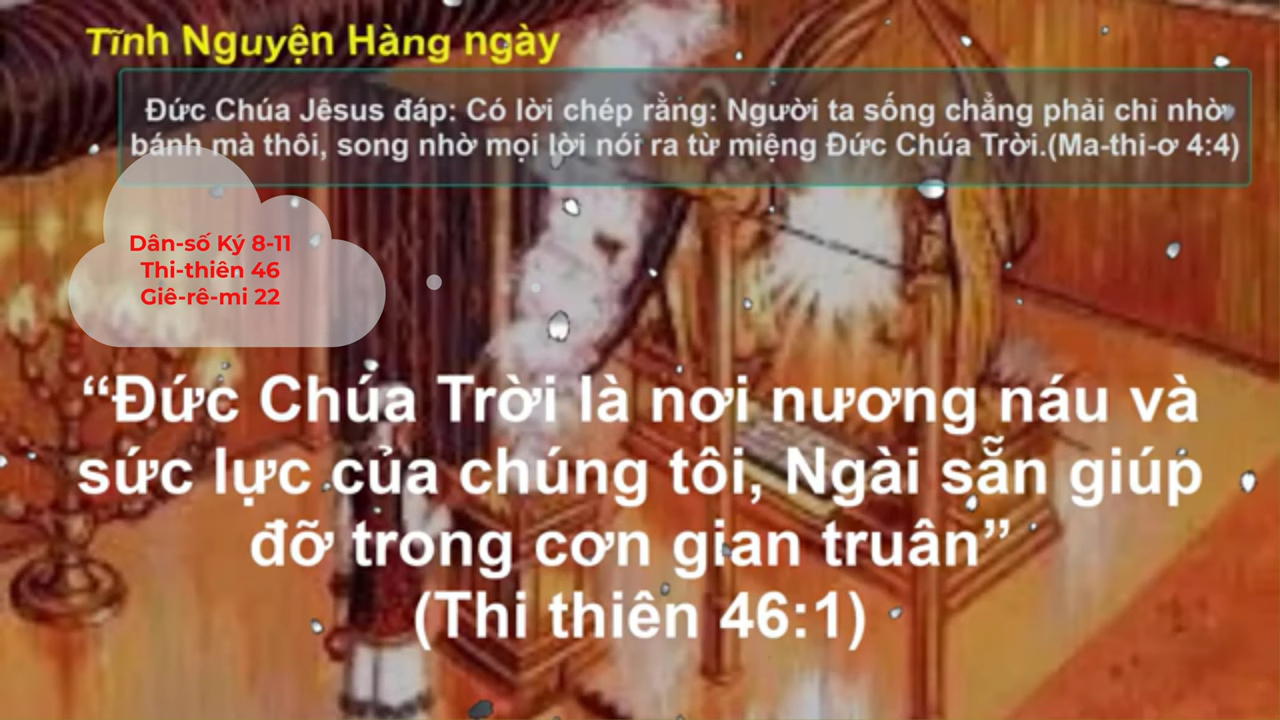 Tĩnh Nguyện Hàng ngày
Đức Chúa Jêsus đáp: Có lời chép rằng: Người ta sống chẳng phải chỉ nhờ
bánh mà thôi, song nhờ mọi lời nói ra từ miệng Đức Chúa Trời.(Ma-thi-ơ 4:4)
Dân-số Ký 8-11
Thi-thiên 46
Giê-rê-mi 22
“Đức Chúa Trời là nơi nương náu và
sức lực của chúng tôi, Ngài sẵn giúp
đỡ trong cơn gian truân”
(Thi thiên 46:1)